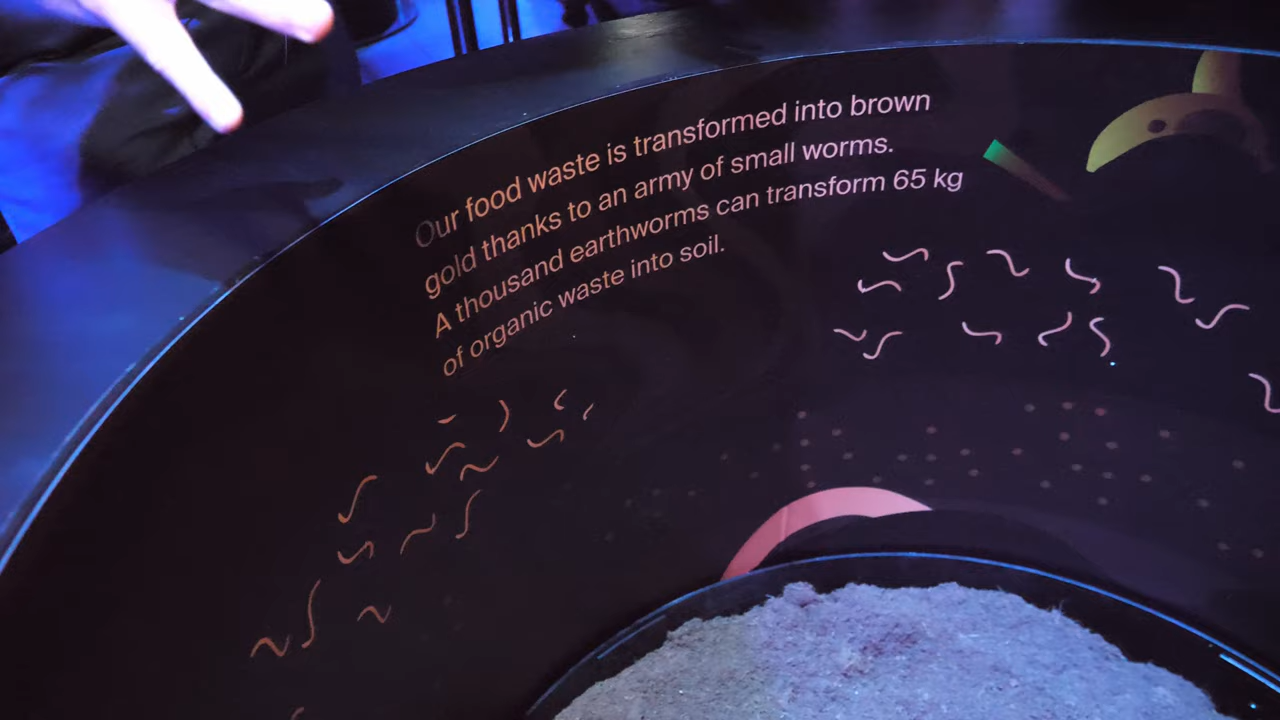 Our food waste is transformed into brown
gold thanks to an army of small worms.
A thousand earthworms can transform 65 kg
of organic waste into soil.